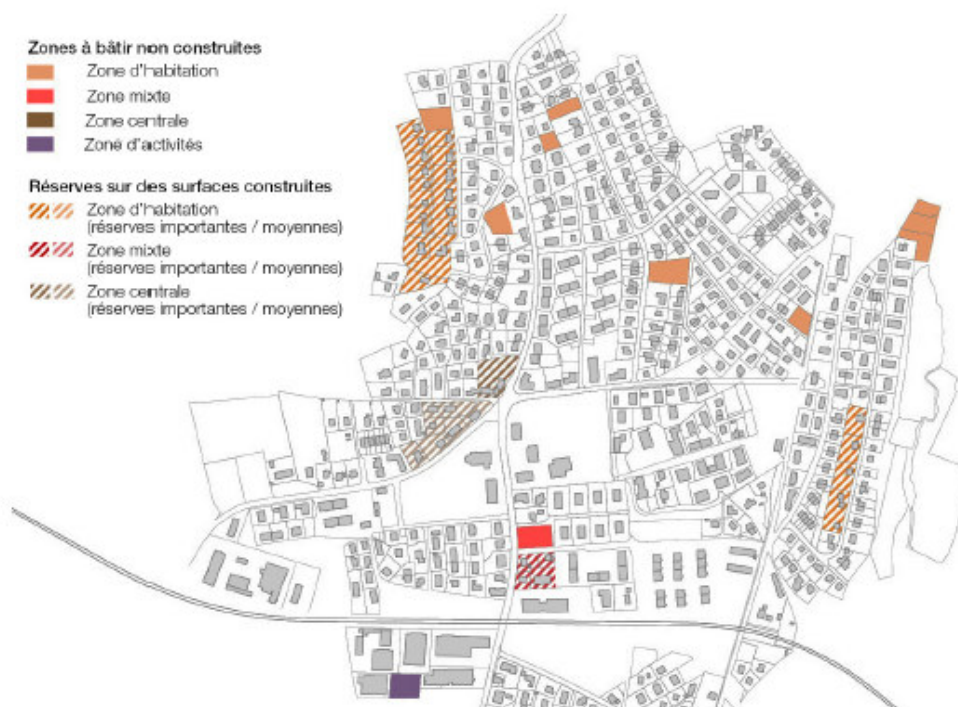 Zones à bâtir non construites
Zone d'habitation
Zone mixte
Zone centrale
Zone d'activités
Réserves sur des surfaces construites
Zone d'habitation
(réserves importantes / moyennes)
Zone mixte
(réserves importantes / moyennes)
Zone centrale
(réserves importantes / moyennes)